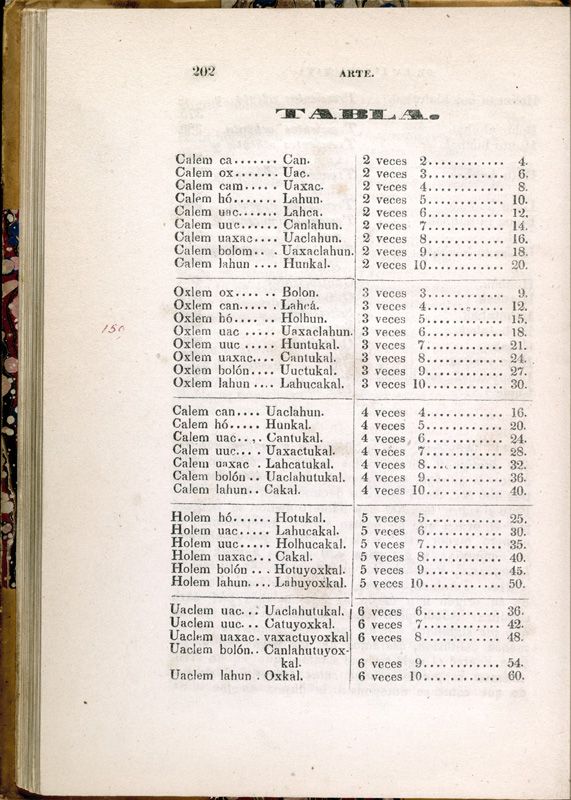 202 ARTE.
TABLA.
Calem ca....... Can. 2 veces 2............ 4.
Calem ox....... Uac. 2 veces 3............ 6.
Calem cam..... Uaxac. 2 veces 4............ 8.
Calem hó....... Lahun. 2 veces 5............ 10.
Calem uac....... Lahca. 2 veces 6............ 12.
Calem uuc...... Canlahun. 2 veces 7............ 14.
Calem uaxac.... Uaclahun. 2 veces 8............ 16.
Calem bolom.. Uaxaclahun. 2 veces 9............ 18.
Calem lahun .... Hunkal. 2 veces 10............ 20.
Oxlem ox..... .. Bolon. 3 veces 3............ 9.
Oxlem can...... Lahcá. 3 veces 4............ 12.
Oxlem hó...... Holhun. 3 veces 5............ 15.
150
Oxlem uac ..... Uaxaclahun. 3 veces 6............ 18.
Oxlem uuc ..... Huntukal. 3 veces 7............ 21.
Oxlem uaxac.... Cantukal. 3 veces 8............ 24.
Oxlem bolón.... Uuctukal. 3 veces 9............ 27.
Oxlem lahun .... Lahucakal. 3 veces 10............ 30.
Calem can.... Uaclahun. 4 veces 4............ 16.
Calem hó..... Hunkal. 4 veces 5............ 20.
Calem uac.... Cantukal. 4 veces 6............ 24.
Calem uuc.... Uaxactukal. 4 veces 7............ 28.
Calem uaxac . Lahcatukal. 4 veces 8............ 32.
Calem bolón .. Uaclahutukal. 4 veces 9............ 36.
Calem lahun.. Cakal. 4 veces 10............ 40.
Holem hó...... Hotukal. 5 veces 5............ 25.
Holem uac ..... Lahucakal. 5 veces 6............ 30.
Holem uuc ..... Holhucakal. 5 veces 7............ 35.
Holem uaxac... Cakal. 5 veces 8............ 40.
Holem bolón ... Hotuyoxkal. 5 veces 9............ 45.
Holem lahun.... Lahuyoxkal. 5 veces 10............ 50.
Uaclem uac... Uaclahutukal. 6 veces 6............ 36.
Uaclem uuc... Catuyoxkal. 6 veces 7............ 42.
Uaclem uaxac. vaxactuyoxkal 6 veces 8............ 48.
Uaclem bolón.. Canlahutuyox-
kal. 6 veces 9............ 54.
Uaclem lahun . Oxkal. 6 veces 10............ 60.